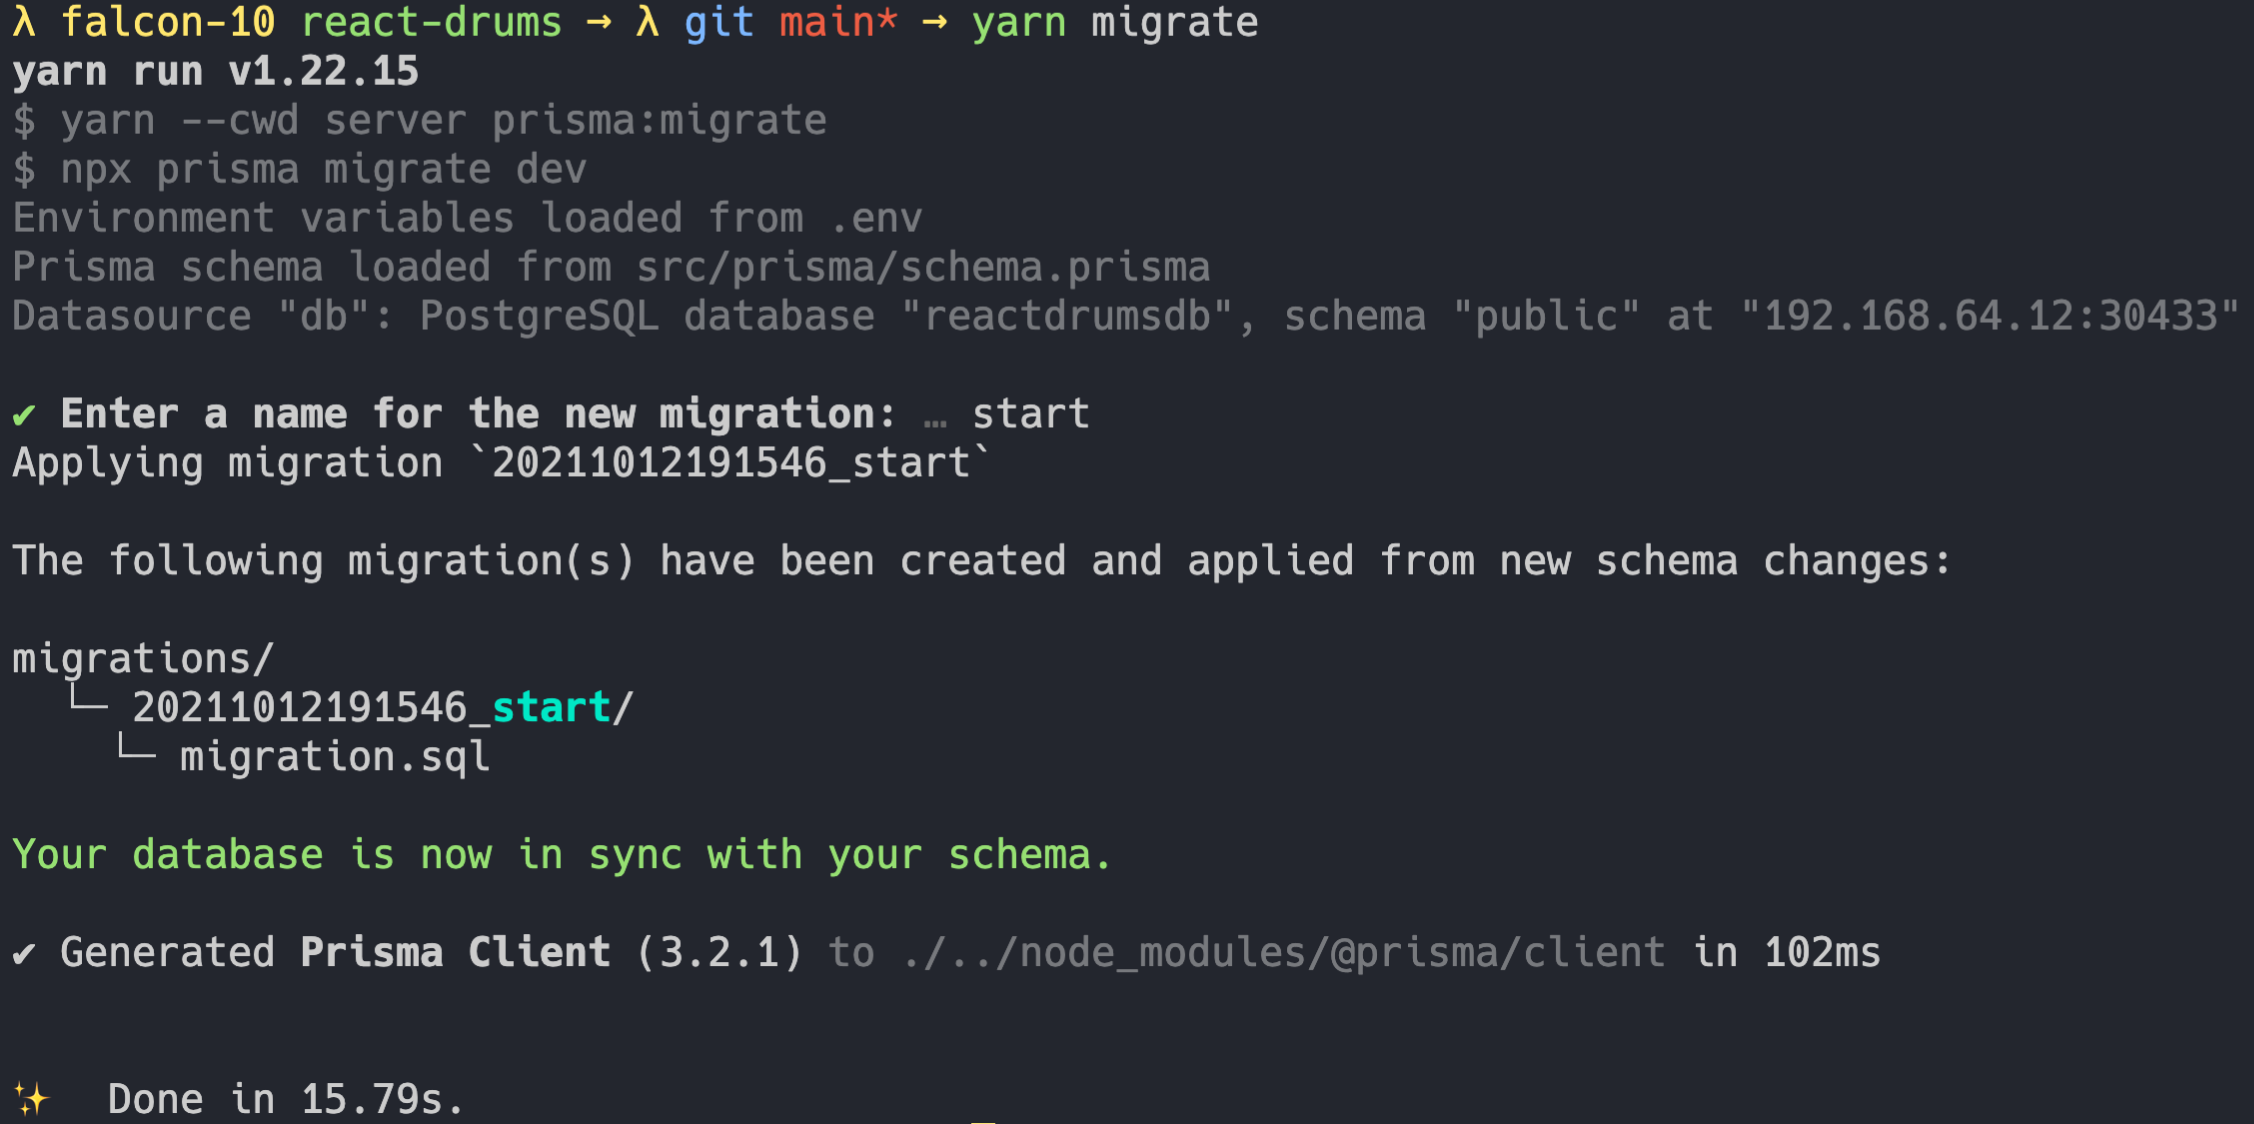 λ falcon-10 react-drums → λ git main* → yarn migrate
yarn run v1.22.15
$ yarn --cwd server prisma:migrate
$ npx prisma migrate dev
Environment variables loaded from .env
Prisma schema loaded from src/prisma/schema.prisma
Datasource "db": PostgreSQL database "reactdrumsdb", schema "public" at "192.168.64.12:30433"
✔ Enter a name for the new migration: … start
Applying migration `20211012191546_start`
The following migration(s) have been created and applied from new schema changes:
migrations/
└─ 20211012191546_start/
└─ migration.sql
Your database is now in sync with your schema.
✔ Generated Prisma Client (3.2.1) to ./../node_modules/@prisma/client in 102ms
✨ Done in 15.79s.